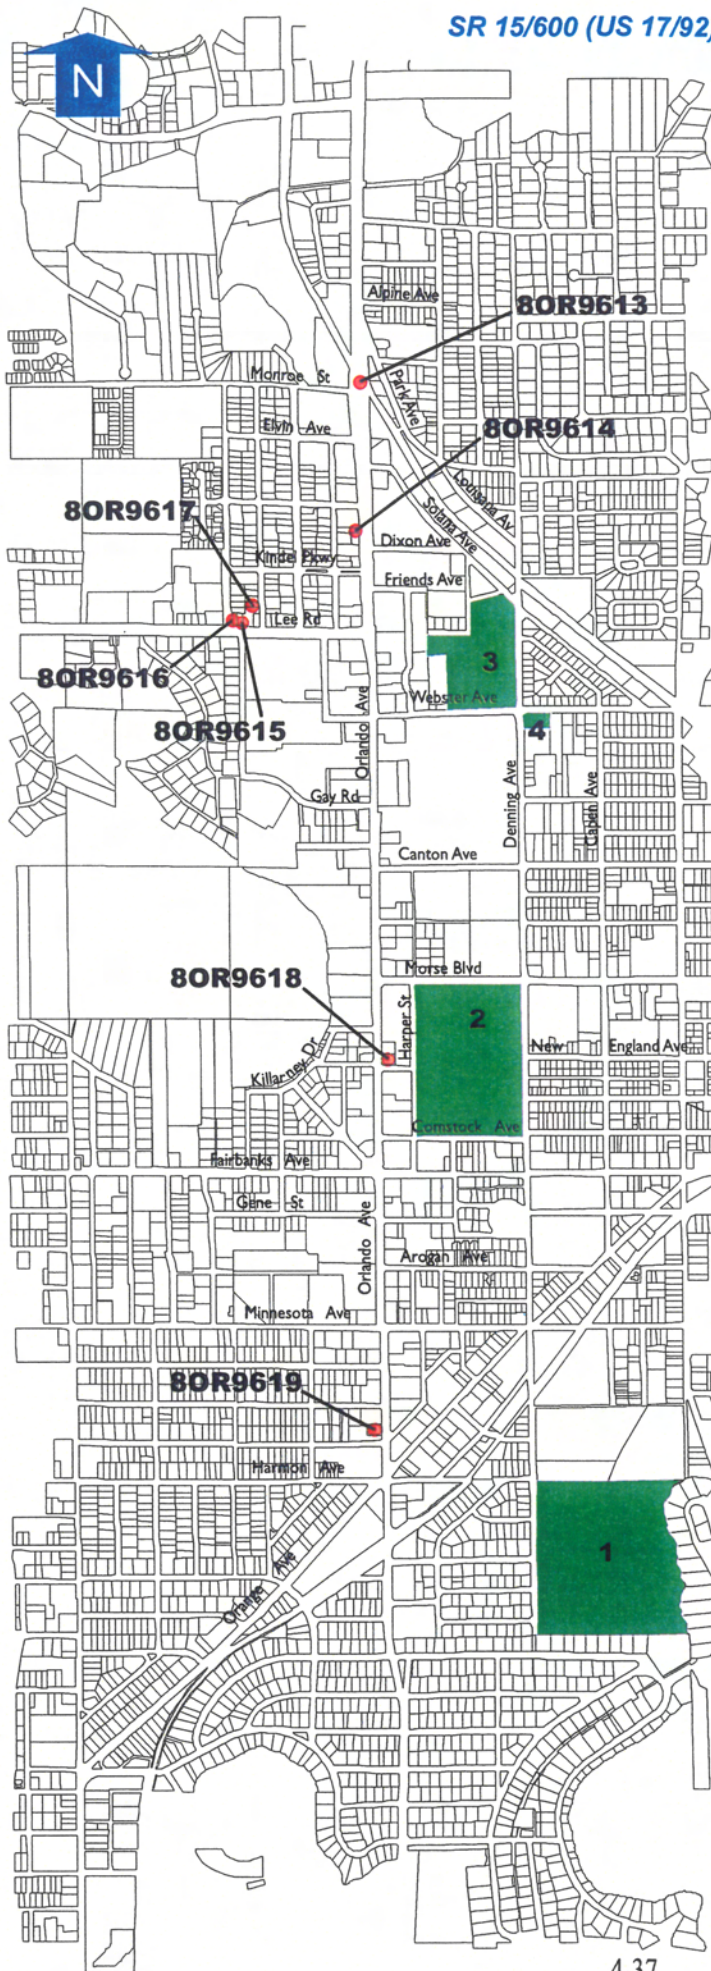 SR 15/600 (US 17/92)
N
Alpine Ave
8OR9613
Monroe St
Park Ave
Elvin Ave
8OR9614
Louisana Av
Solana Ave
8OR9617
Dixon Ave
Kindel Pkwy
Friends Ave
Lee Rd
3
8OR9616
Webster Ave
8OR9615
4
Orlando Ave
Denning Ave
Capen Ave
Gay Rd
Canton Ave
Morse Blvd
8OR9618
2
Harper St
New England Ave
Killarney Dr
Comstock Ave
Fairbanks Ave
Gene St
Orlando Ave
Arogan Ave
Minnesota Ave
8OR9619
Harmon Ave
1
Orange Ave
4-37